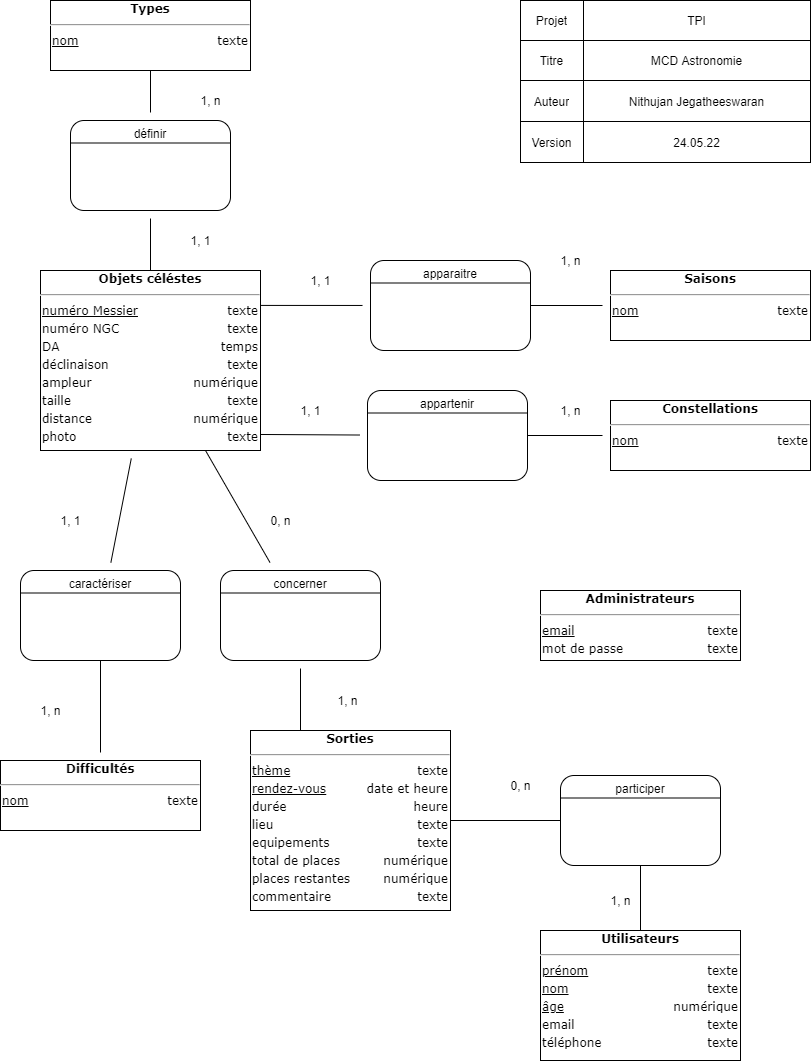 Types
nom texte
1, n
définir
1, 1
Projet TPI
Titre MCD Astronomie
Auteur Nithujan Jegatheeswaran
Version 24.05.22
Objets céléstes
numéro Messier texte
numéro NGC texte
DA temps
déclinaison texte
ampleur numérique
taille texte
distance numérique
photo texte
1, 1
apparaitre
1, n
Saisons
nom texte
1, 1
appartenir
1, n
Constellations
nom texte
1, 1
0, n
caractériser
concerner
Administrateurs
email texte
mot de passe texte
1, n
1, n
Difficultés
nom texte
Sorties
thème texte
rendez-vous date et heure
durée heure
lieu texte
equipements texte
total de places numérique
places restantes numérique
commentaire texte
0, n
participer
1, n
Utilisateurs
prénom texte
nom texte
âge numérique
email texte
téléphone texte